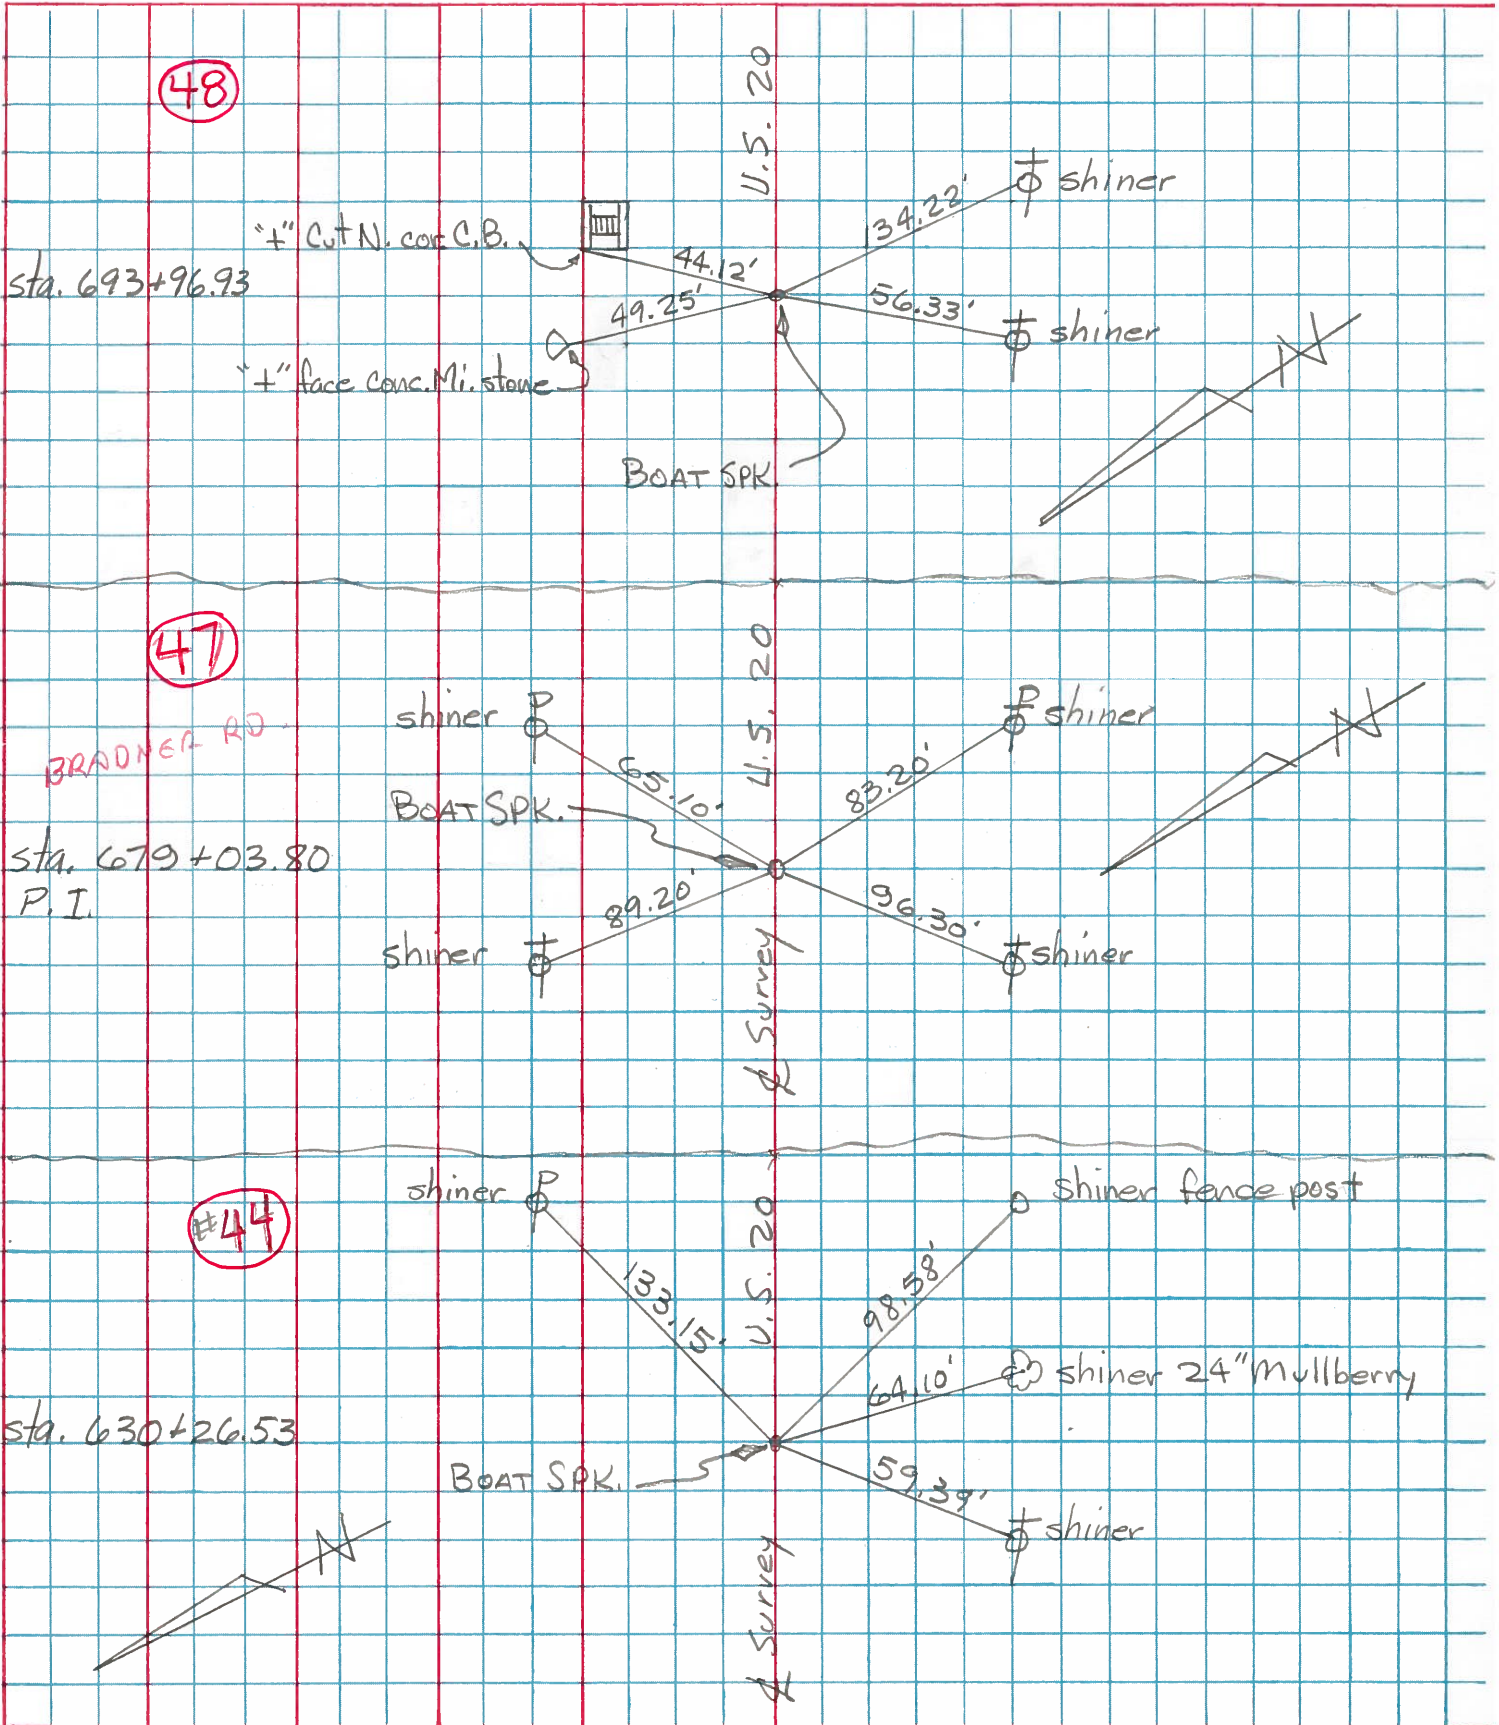 48
U.S. 20
134.22'
shiner
"+" Cut N. cor. C.B.
44.12'
sta. 693+96.93
49.25'
56.33'
shiner
N
"+" face conc. Mi. stone
BOAT SPK.
47
U.S. 20
shiner P
P shiner
N
BRADNER RD.
65.10'
83.20'
BOAT SPK.
sta. 679+03.80
P.I.
89.20'
96.30'
shiner
shiner
℄ Survey
shiner P
shiner fence post
#44
U.S. 20
133.15'
98.58'
64.10'
shiner 24" Mullberry
sta. 630+26.53
BOAT SPK.
59.39'
shiner
N
℄ Survey